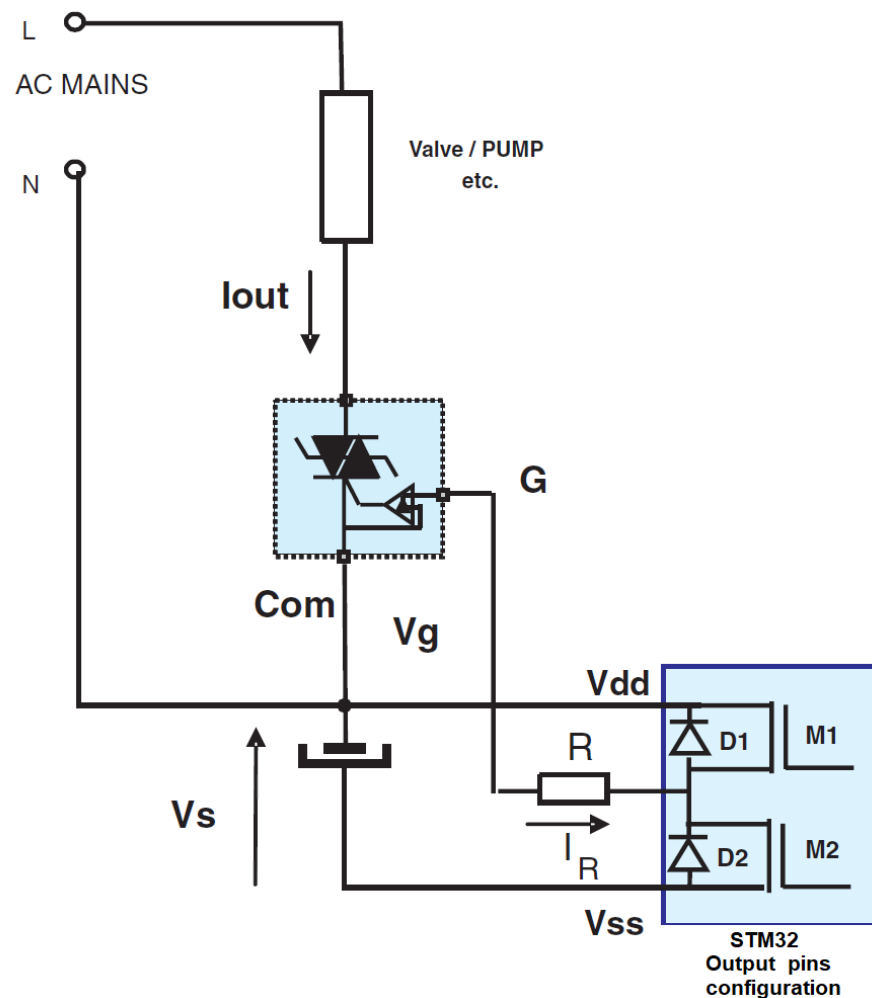 L
AC MAINS
N
Valve / PUMP
etc.
Iout
G
Com
Vg
Vdd
D1
M1
R
Vs
I R
D2
M2
Vss
STM32
Output pins
configuration